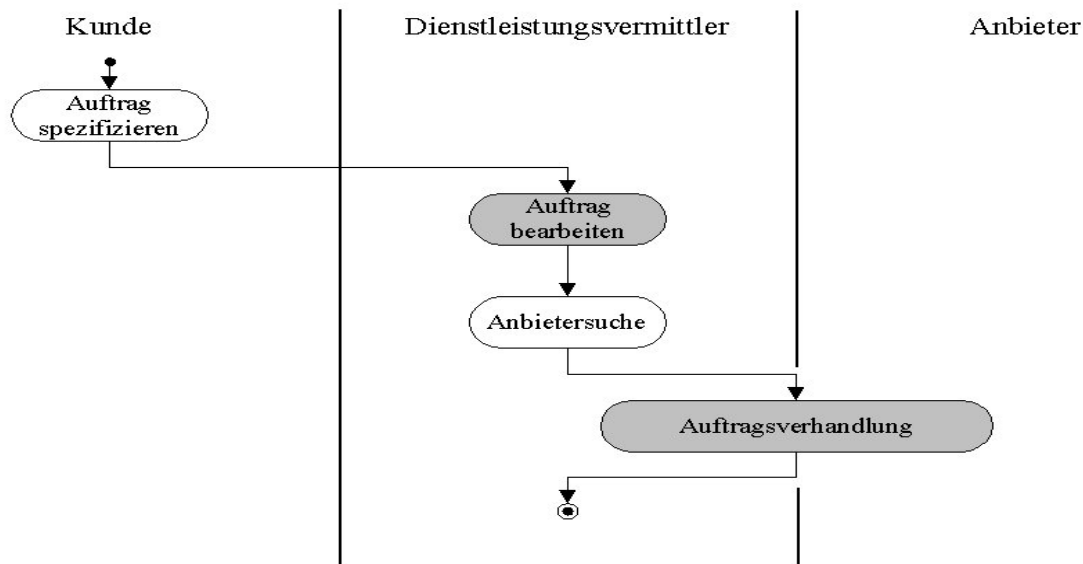 Kunde
Dienstleistungsvermittler
Anbieter
Auftrag
spezifizieren
Auftrag
bearbeiten
Anbietersuche
Auftragsverhandlung